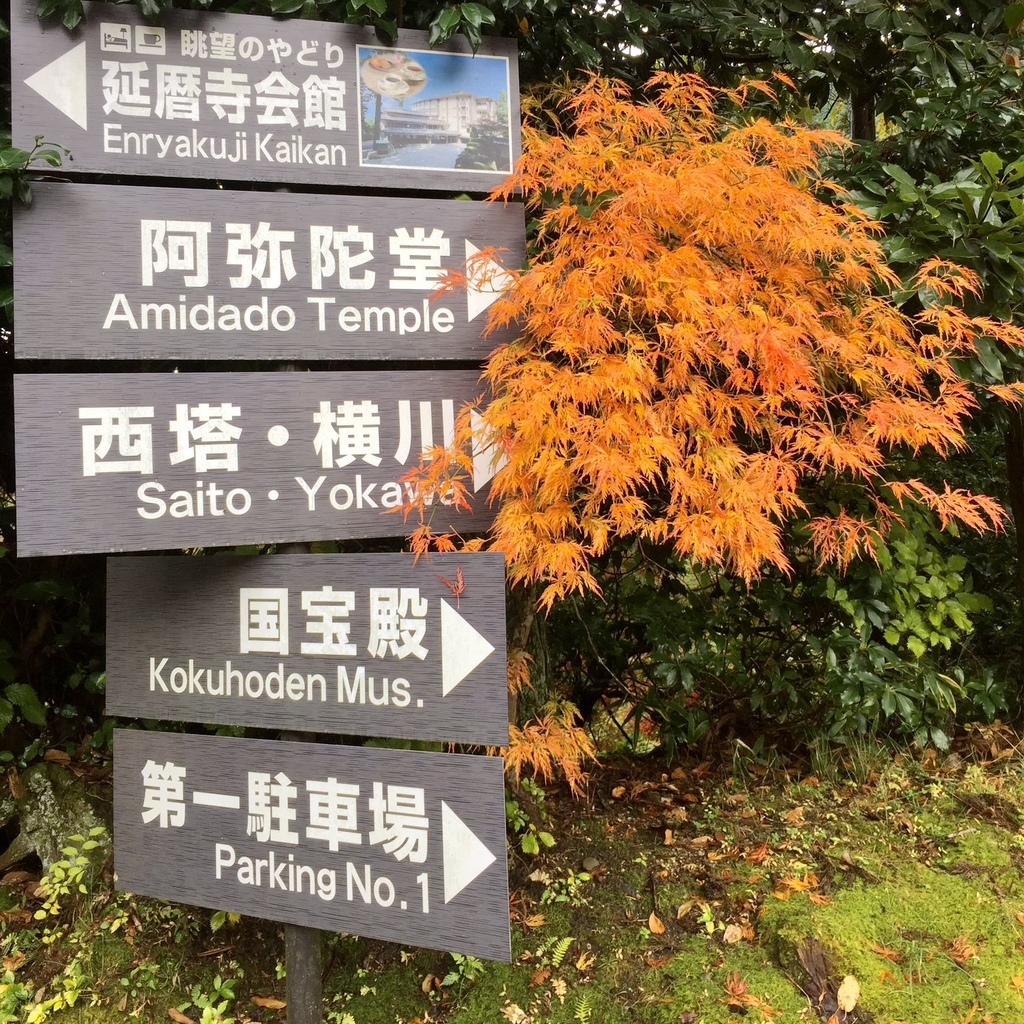 眺望のやどり
延暦寺会館
Enryakuji Kaikan
阿弥陀堂
Amidado Temple
西塔・横川
Saito・Yokawa
国宝殿
Kokuhoden Mus.
第一駐車場
Parking No.1